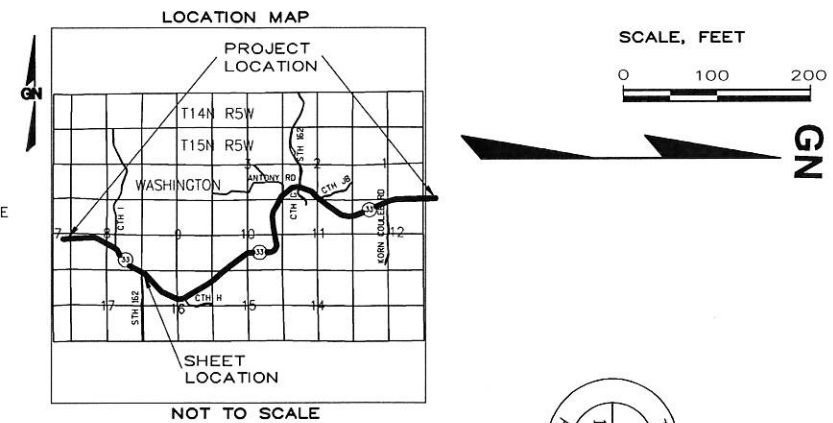 LOCATION MAP
PROJECT
LOCATION
GN
T14N R5W
T15N R5W
WASHINGTON
STH 162
3
2
1
ANTONY RD
CTH G
CTH JB
33
KORN COULEE RD
CTH I
7
8
9
10
11
12
33
33
17
16
15
14
STH 162
CTH H
SHEET
LOCATION
NOT TO SCALE
E
SCALE, FEET
0 100 200
GN